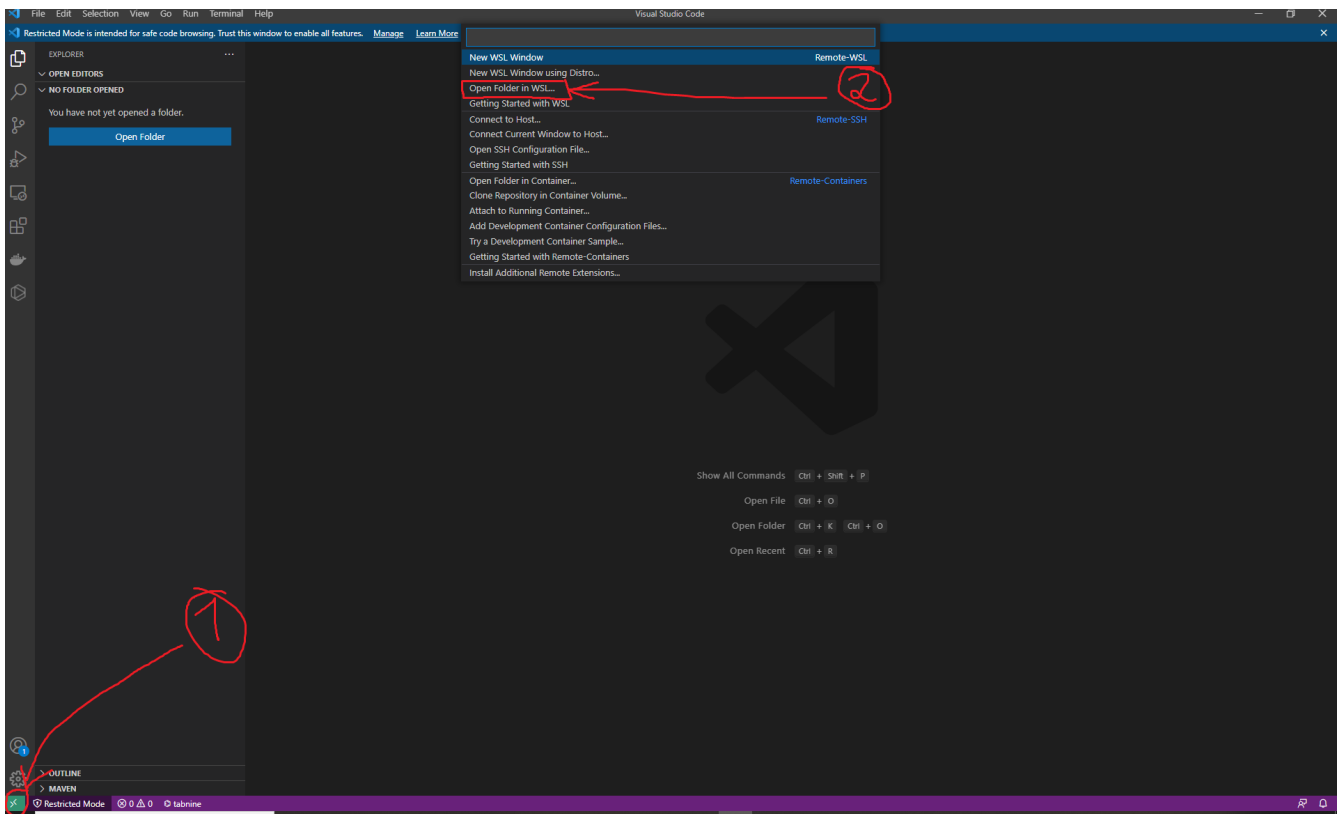 File Edit Selection View Go Run Terminal Help Visual Studio Code
Restricted Mode is intended for safe code browsing. Trust this window to enable all features. Manage Learn More
EXPLORER
OPEN EDITORS
NO FOLDER OPENED
You have not yet opened a folder.
Open Folder
New WSL Window Remote-WSL
New WSL Window using Distro...
Open Folder in WSL...
Getting Started with WSL
Connect to Host... Remote-SSH
Connect Current Window to Host...
Open SSH Configuration File...
Getting Started with SSH
Open Folder in Container... Remote-Containers
Clone Repository in Container Volume...
Attach to Running Container...
Add Development Container Configuration Files...
Try a Development Container Sample...
Getting Started with Remote-Containers
Install Additional Remote Extensions...
2
Show All Commands Ctrl + Shift + P
Open File Ctrl + O
Open Folder Ctrl + K Ctrl + O
Open Recent Ctrl + R
1
1
OUTLINE
MAVEN
Restricted Mode 0 0 tabnine